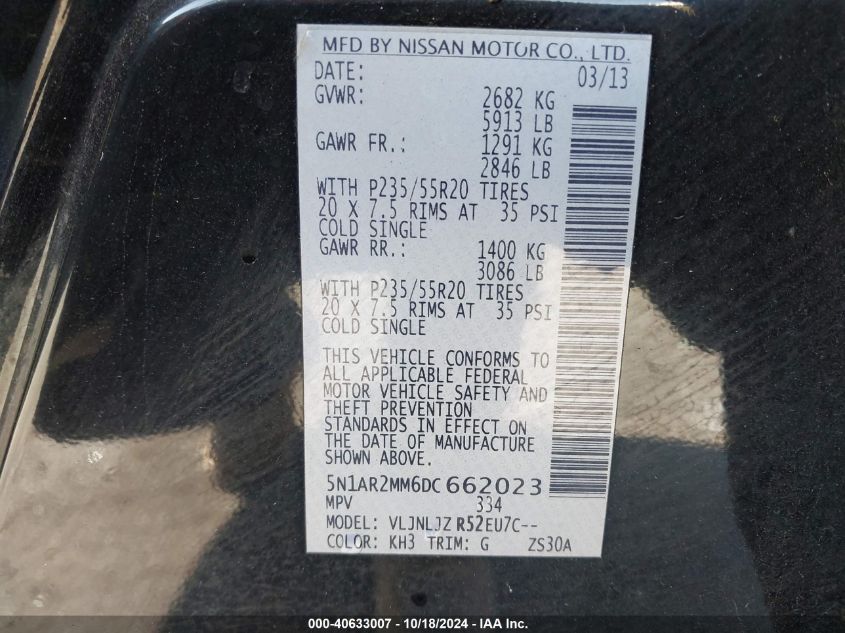 MFD BY NISSAN MOTOR CO., LTD.
DATE: 03/13
GVWR: 2682 KG
5913 LB
GAWR FR.: 1291 KG
2846 LB
WITH P235/55R20 TIRES
20 X 7.5 RIMS AT 35 PSI
COLD SINGLE
GAWR RR.: 1400 KG
3086 LB
WITH P235/55R20 TIRES
20 X 7.5 RIMS AT 35 PSI
COLD SINGLE
THIS VEHICLE CONFORMS TO
ALL APPLICABLE FEDERAL
MOTOR VEHICLE SAFETY AND
THEFT PREVENTION
STANDARDS IN EFFECT ON
THE DATE OF MANUFACTURE
SHOWN ABOVE.
5N1AR2MM6DC662023
MPV 334
MODEL: VLJNLJZ R52EU7C--
COLOR: KH3 TRIM: G ZS30A
000-40633007 - 10/18/2024 - IAA Inc.